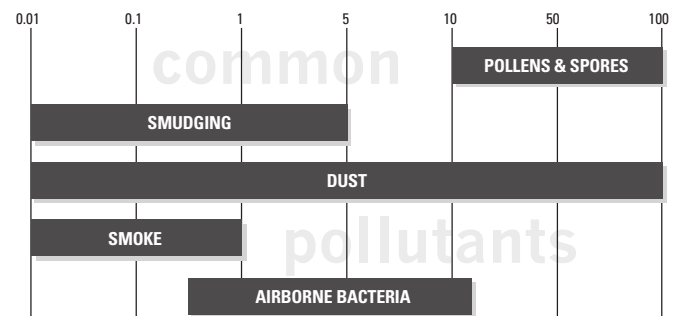 0.01 0.1 1 5 10 50 100
common
POLLENS & SPORES
SMUDGING
DUST
SMOKE
pollutants
AIRBORNE BACTERIA